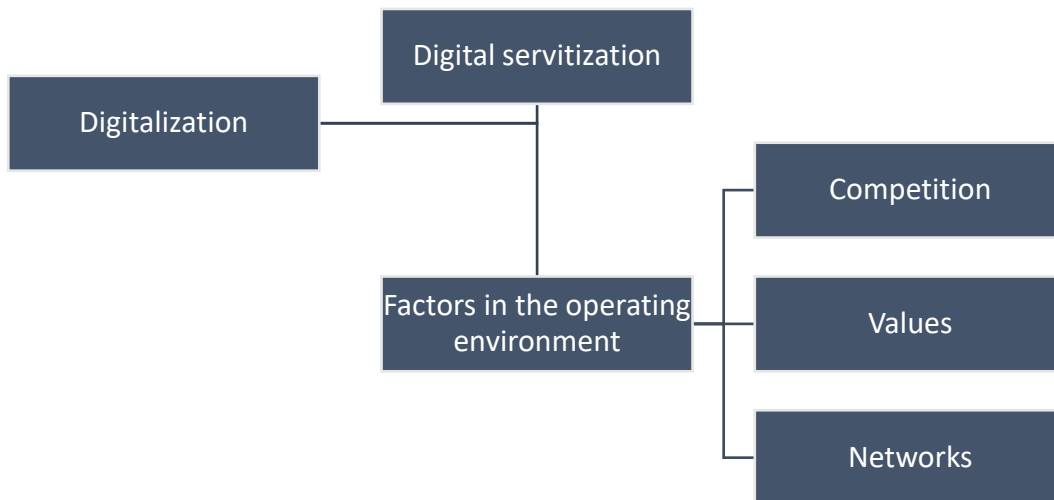 Digital servitization
Digitalization
Competition
Factors in the operating
environment
Values
Networks